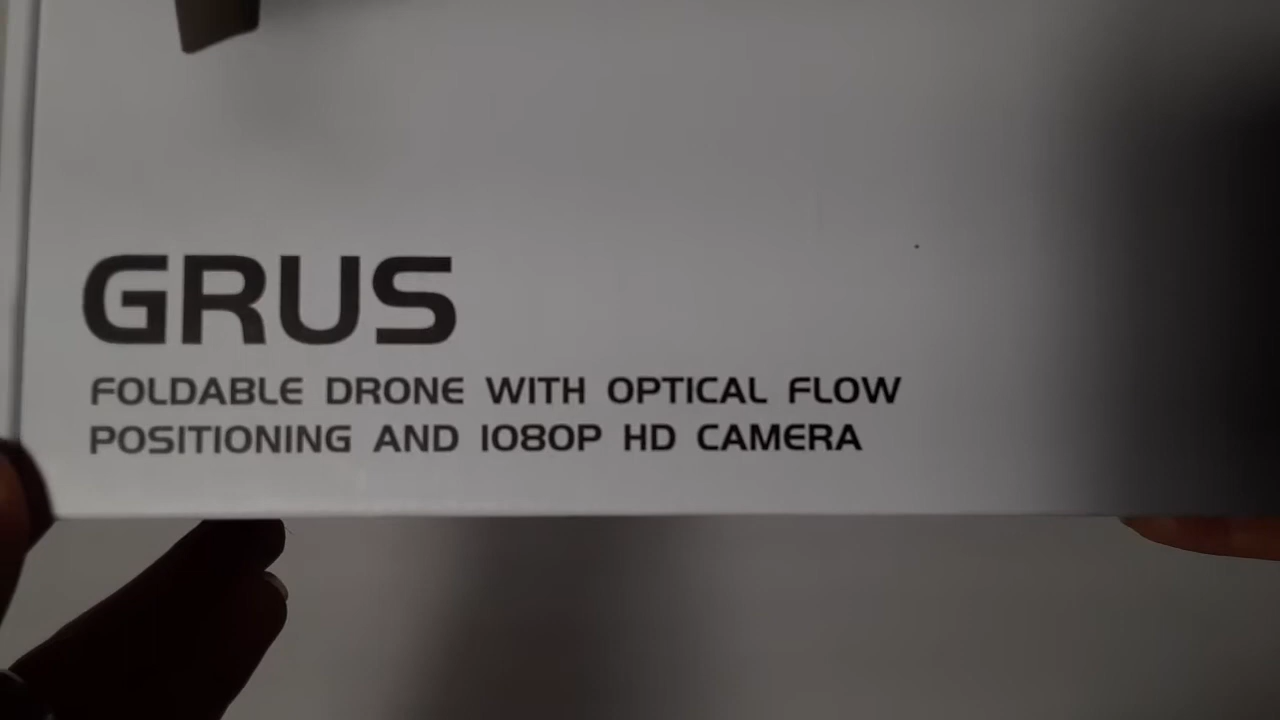 GRUS
FOLDABLE DRONE WITH OPTICAL FLOW
POSITIONING AND 1080P HD CAMERA